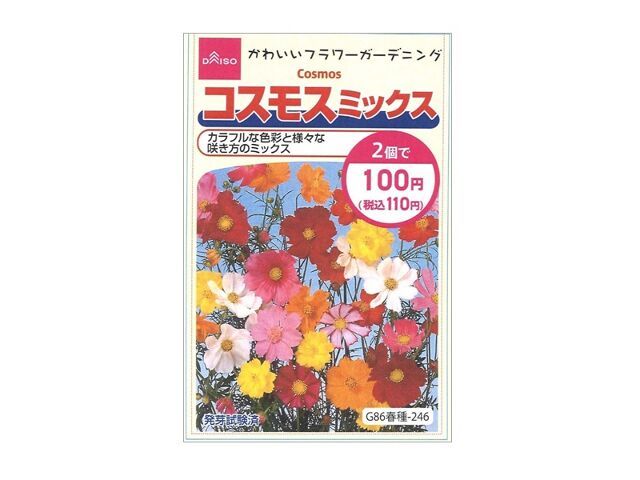 DAISO
かわいいフラワーガーデニング
Cosmos
コスモスミックス
カラフルな色彩と様々な
咲き方のミックス
2個で
100円
(税込110円)
発芽試験済
G86春種-246